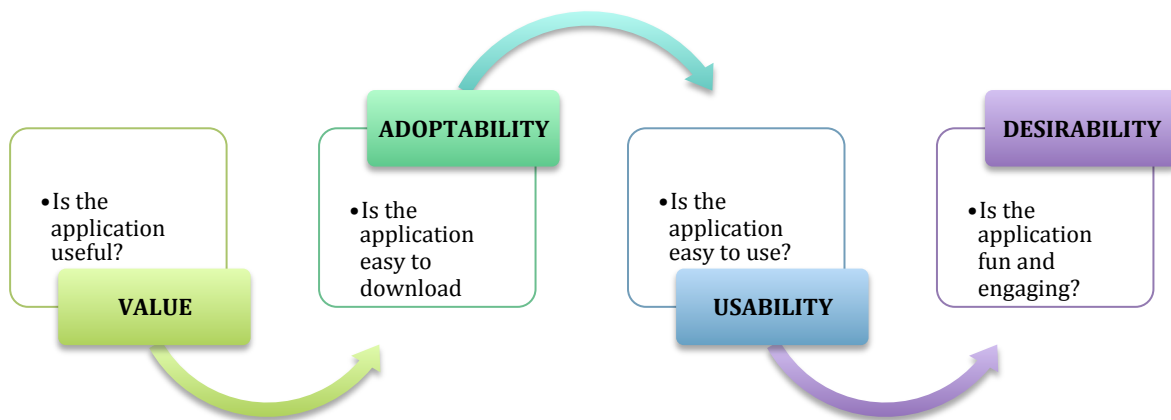 •Is the
application
useful?
VALUE
ADOPTABILITY
•Is the
application
easy to
download
•Is the
application
easy to use?
USABILITY
DESIRABILITY
•Is the
application
fun and
engaging?